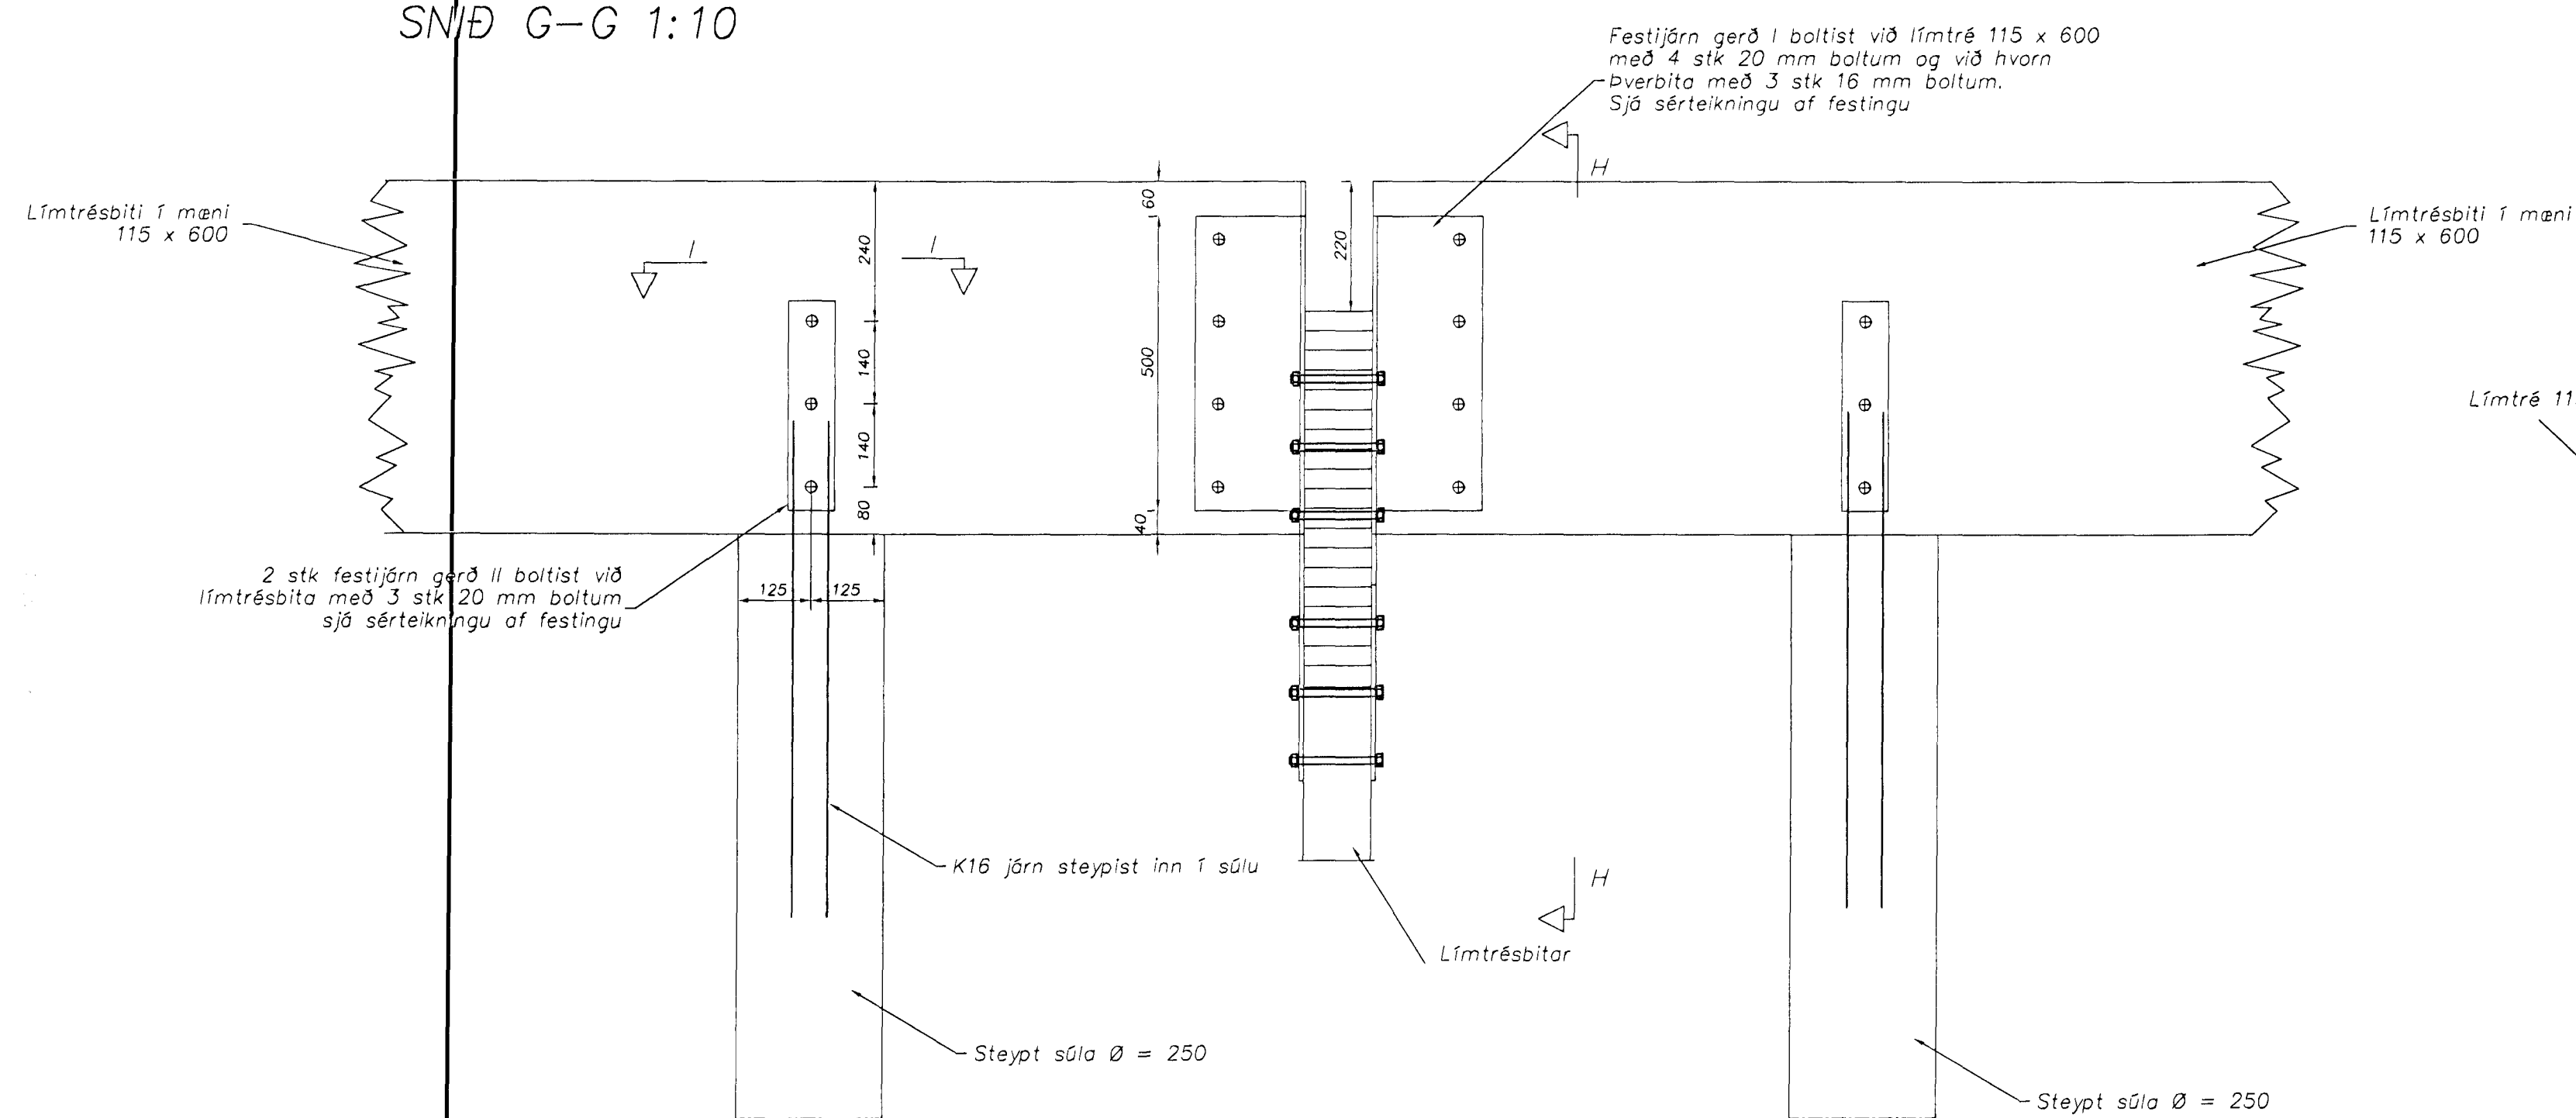 SNIÐ G-G 1:10
Festijárn gerð I boltist við límtré 115 x 600
með 4 stk 20 mm boltum og við hvorn
Þverbita með 3 stk 16 mm boltum.
Sjá sérteikningu af festingu
H
Límtrésbiti í mæni
115 x 600
Límtrésbiti í mæni
115 x 600
I
I
60
240
220
140
500
140
80
40
Límtré 11
2 stk festijárn gerð II boltist við
límtrésbita með 3 stk 20 mm boltum
sjá sérteikningu af festingu
125
125
K16 járn steypist inn í súlu
H
Límtrésbitar
Steypt súla Ø = 250
Steypt súla Ø = 250